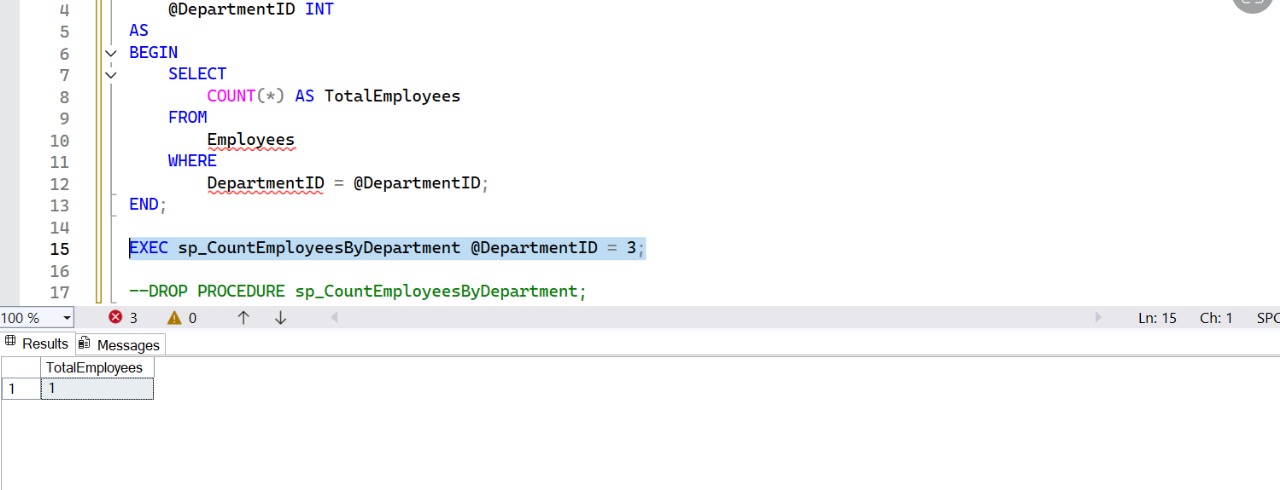 4 @DepartmentID INT
5 AS
6 BEGIN
7 SELECT
8 COUNT(*) AS TotalEmployees
9 FROM
10 Employees
11 WHERE
12 DepartmentID = @DepartmentID;
13 END;
14
15 EXEC sp_CountEmployeesByDepartment @DepartmentID = 3;
16
17 --DROP PROCEDURE sp_CountEmployeesByDepartment;
100 % 3 0 Ln: 15 Ch: 1 SPC
Results Messages
TotalEmployees
1 1